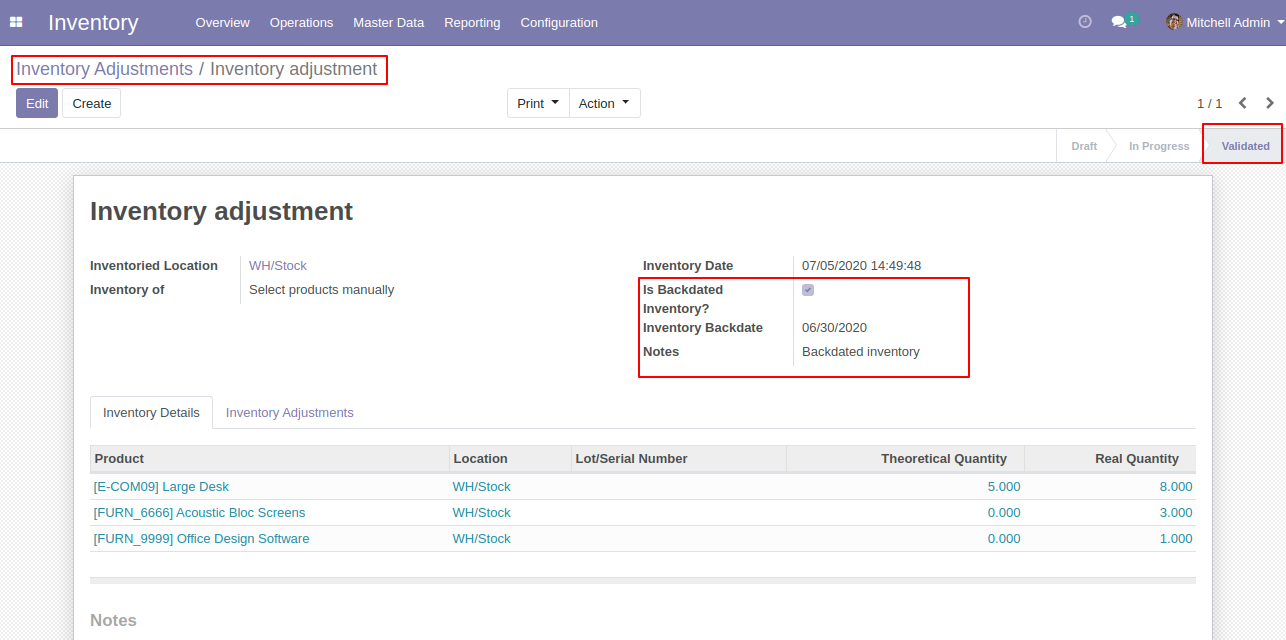 Inventory Overview Operations Master Data Reporting Configuration 1 Mitchell Admin
Inventory Adjustments / Inventory adjustment
Edit Create Print Action 1 / 1
Draft In Progress Validated
Inventory adjustment
Inventoried Location WH/Stock Inventory Date 07/05/2020 14:49:48
Inventory of Select products manually Is Backdated
Inventory?
Inventory Backdate 06/30/2020
Notes Backdated inventory
Inventory Details Inventory Adjustments
Product Location Lot/Serial Number Theoretical Quantity Real Quantity
[E-COM09] Large Desk WH/Stock 5.000 8.000
[FURN_6666] Acoustic Bloc Screens WH/Stock 0.000 3.000
[FURN_9999] Office Design Software WH/Stock 0.000 1.000
Notes